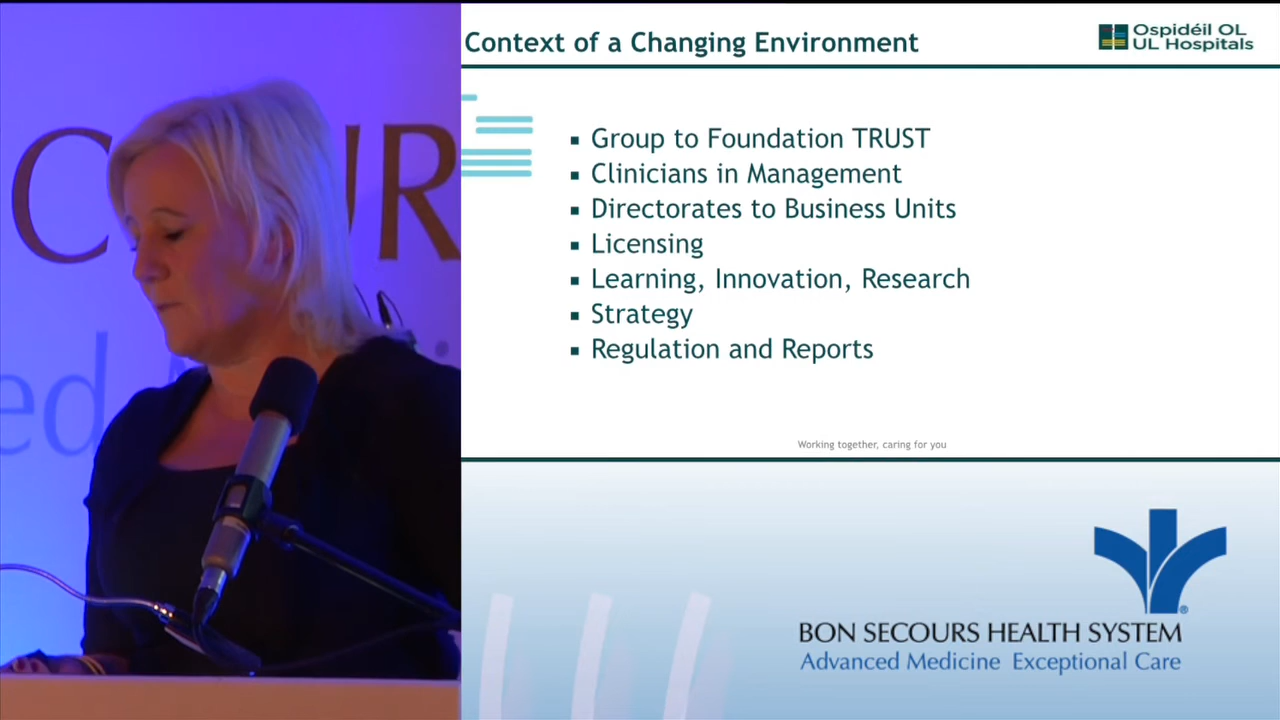 C UR
ed
Context of a Changing Environment
Ospidéil OL
UL Hospitals
Group to Foundation TRUST
Clinicians in Management
Directorates to Business Units
Licensing
Learning, Innovation, Research
Strategy
Regulation and Reports
Working together, caring for you
BON SECOURS HEALTH SYSTEM
Advanced Medicine Exceptional Care